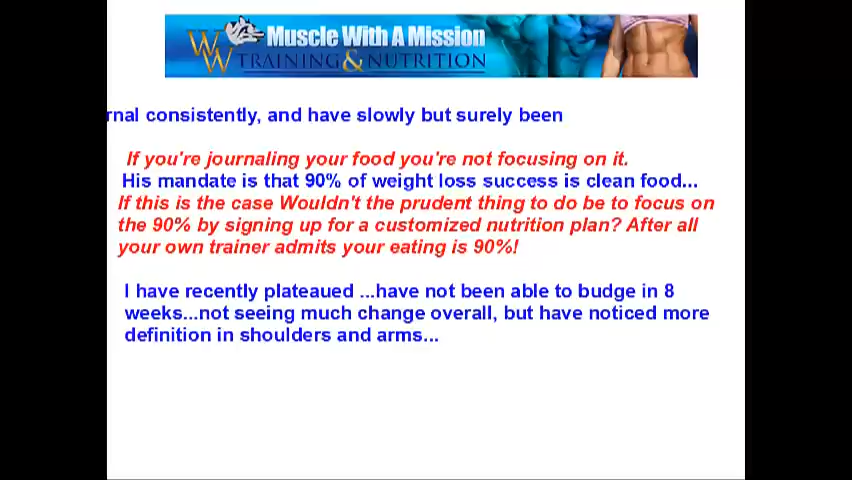 WW Muscle With A Mission
TRAINING & NUTRITION
rnal consistently, and have slowly but surely been
If you're journaling your food you're not focusing on it.
His mandate is that 90% of weight loss success is clean food...
If this is the case Wouldn't the prudent thing to do be to focus on
the 90% by signing up for a customized nutrition plan? After all
your own trainer admits your eating is 90%!
I have recently plateaued ...have not been able to budge in 8
weeks...not seeing much change overall, but have noticed more
definition in shoulders and arms...